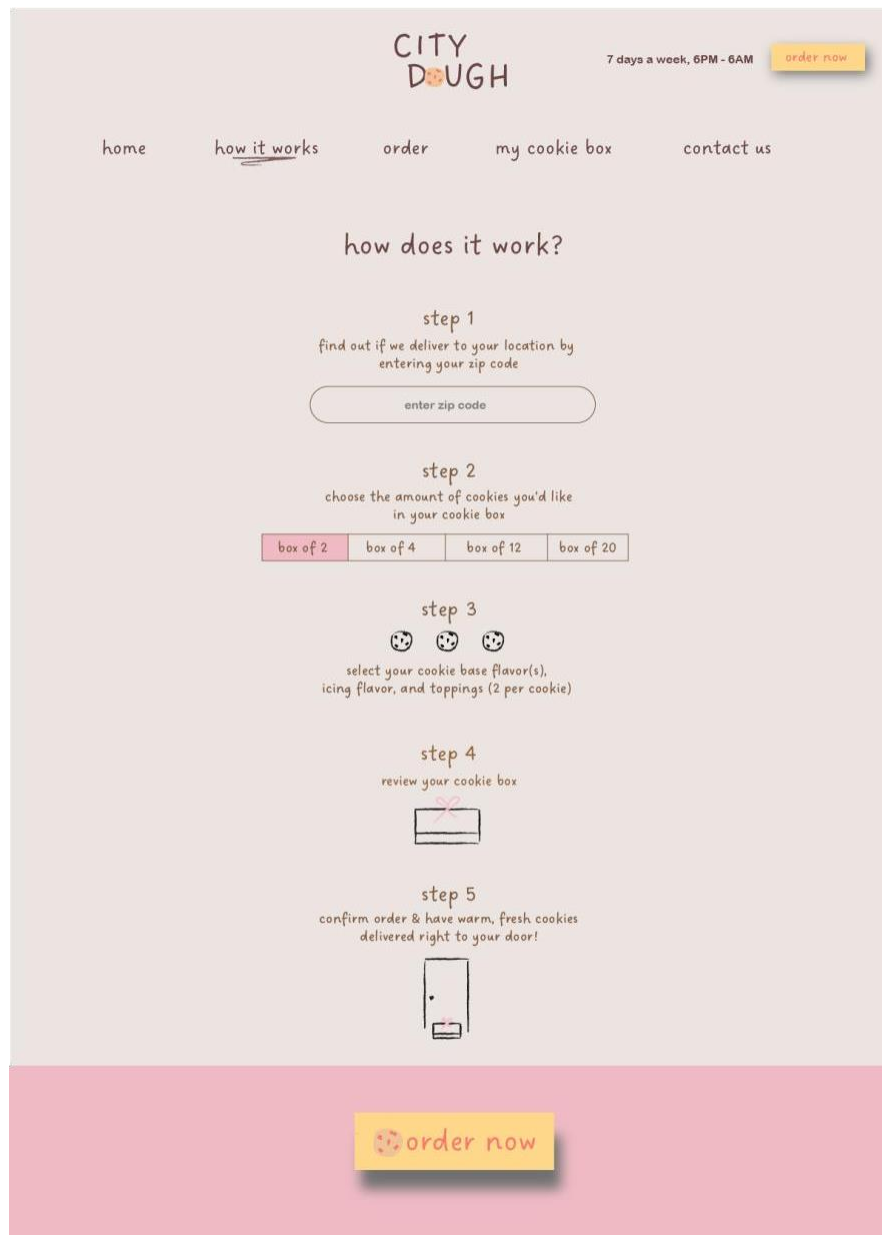 CITY
DOUGH
7 days a week, 6PM - 6AM
order now
home
how it works
order
my cookie box
contact us
how does it work?
step 1
find out if we deliver to your location by
entering your zip code
enter zip code
step 2
choose the amount of cookies you'd like
in your cookie box
box of 2
box of 4
box of 12
box of 20
step 3
select your cookie base flavor(s),
icing flavor, and toppings (2 per cookie)
step 4
review your cookie box
step 5
confirm order & have warm, fresh cookies
delivered right to your door!
order now